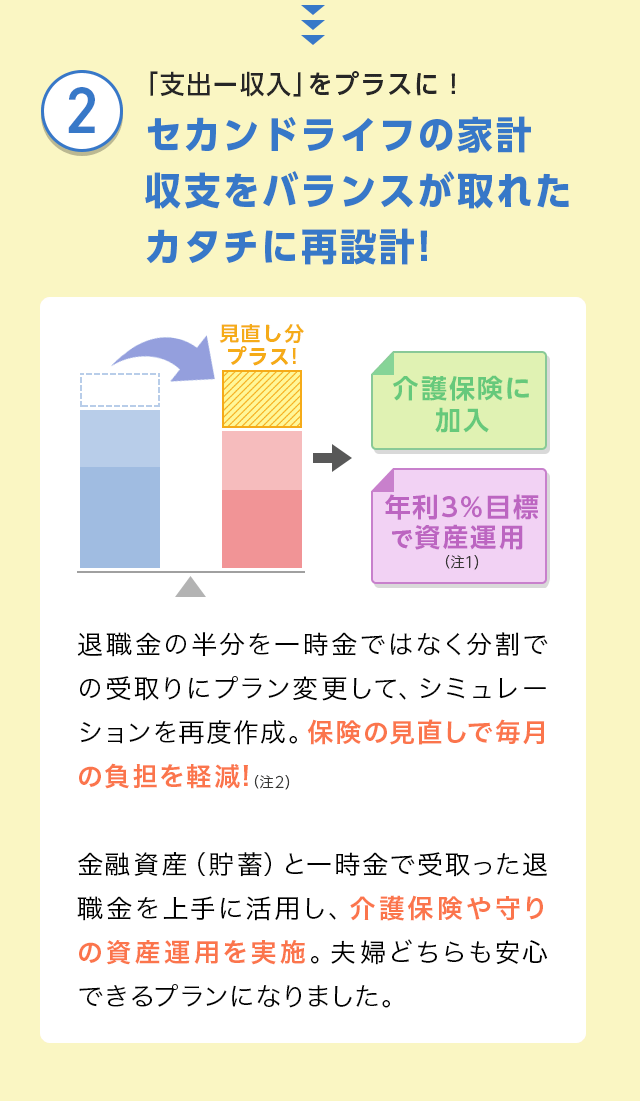 2
「支出ー収入」をプラスに！
セカンドライフの家計
収支をバランスが取れた
カタチに再設計!
見直し分
プラス!
介護保険に
加入
年利3%目標
で資産運用
(注1)
退職金の半分を一時金ではなく分割で
の受取りにプラン変更して、シミュレー
ションを再度作成。保険の見直しで毎月
の負担を軽減!(注2)
金融資産（貯蓄）と一時金で受取った退
職金を上手に活用し、介護保険や守り
の資産運用を実施。夫婦どちらも安心
できるプランになりました。